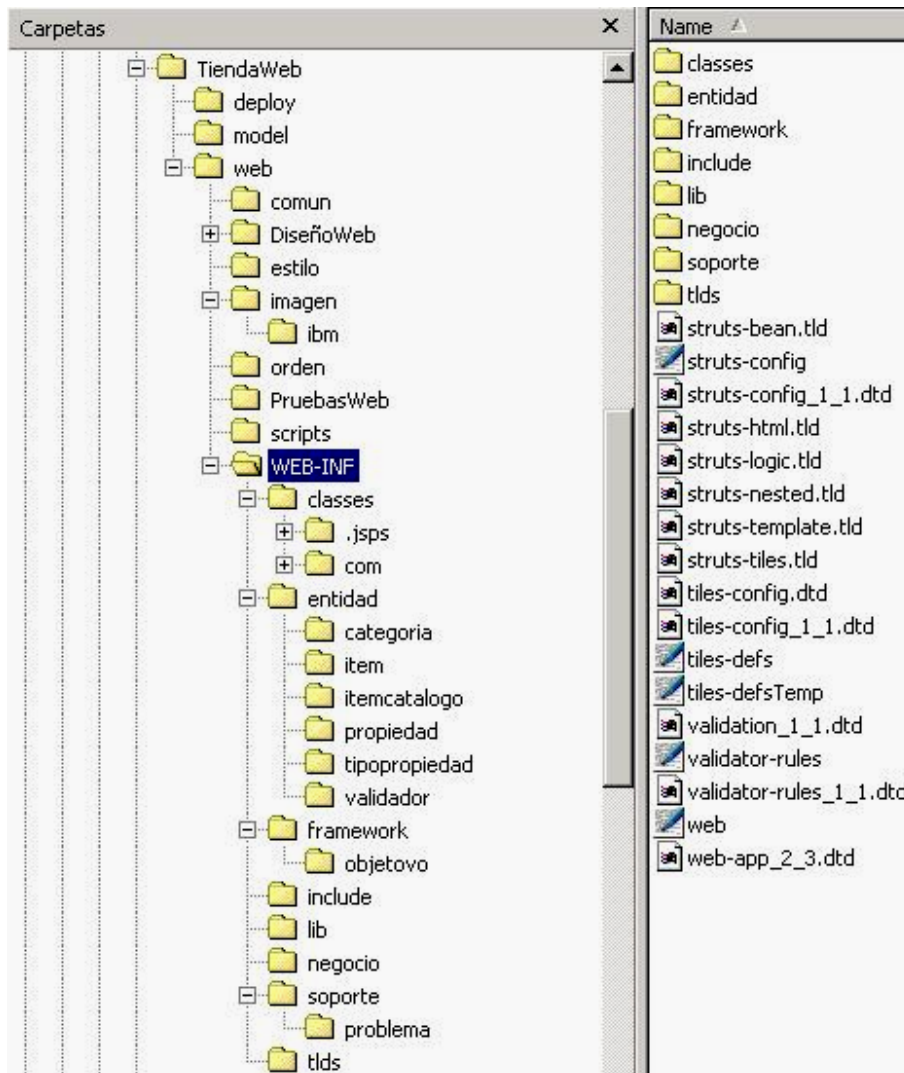 Carpetas
TiendaWeb
deploy
model
web
comun
DiseñoWeb
estilo
imagen
ibm
orden
PruebasWeb
scripts
WEB-INF
classes
.jsps
com
entidad
categoria
item
itemcatalogo
propiedad
tipopropiedad
validador
framework
objetovo
include
lib
negocio
soporte
problema
tlds
Name
classes
entidad
framework
include
lib
negocio
soporte
tlds
struts-bean.tld
struts-config
struts-config_1_1.dtd
struts-html.tld
struts-logic.tld
struts-nested.tld
struts-template.tld
struts-tiles.tld
tiles-config.dtd
tiles-config_1_1.dtd
tiles-defs
tiles-defsTemp
validation_1_1.dtd
validator-rules
validator-rules_1_1.dtd
web
web-app_2_3.dtd